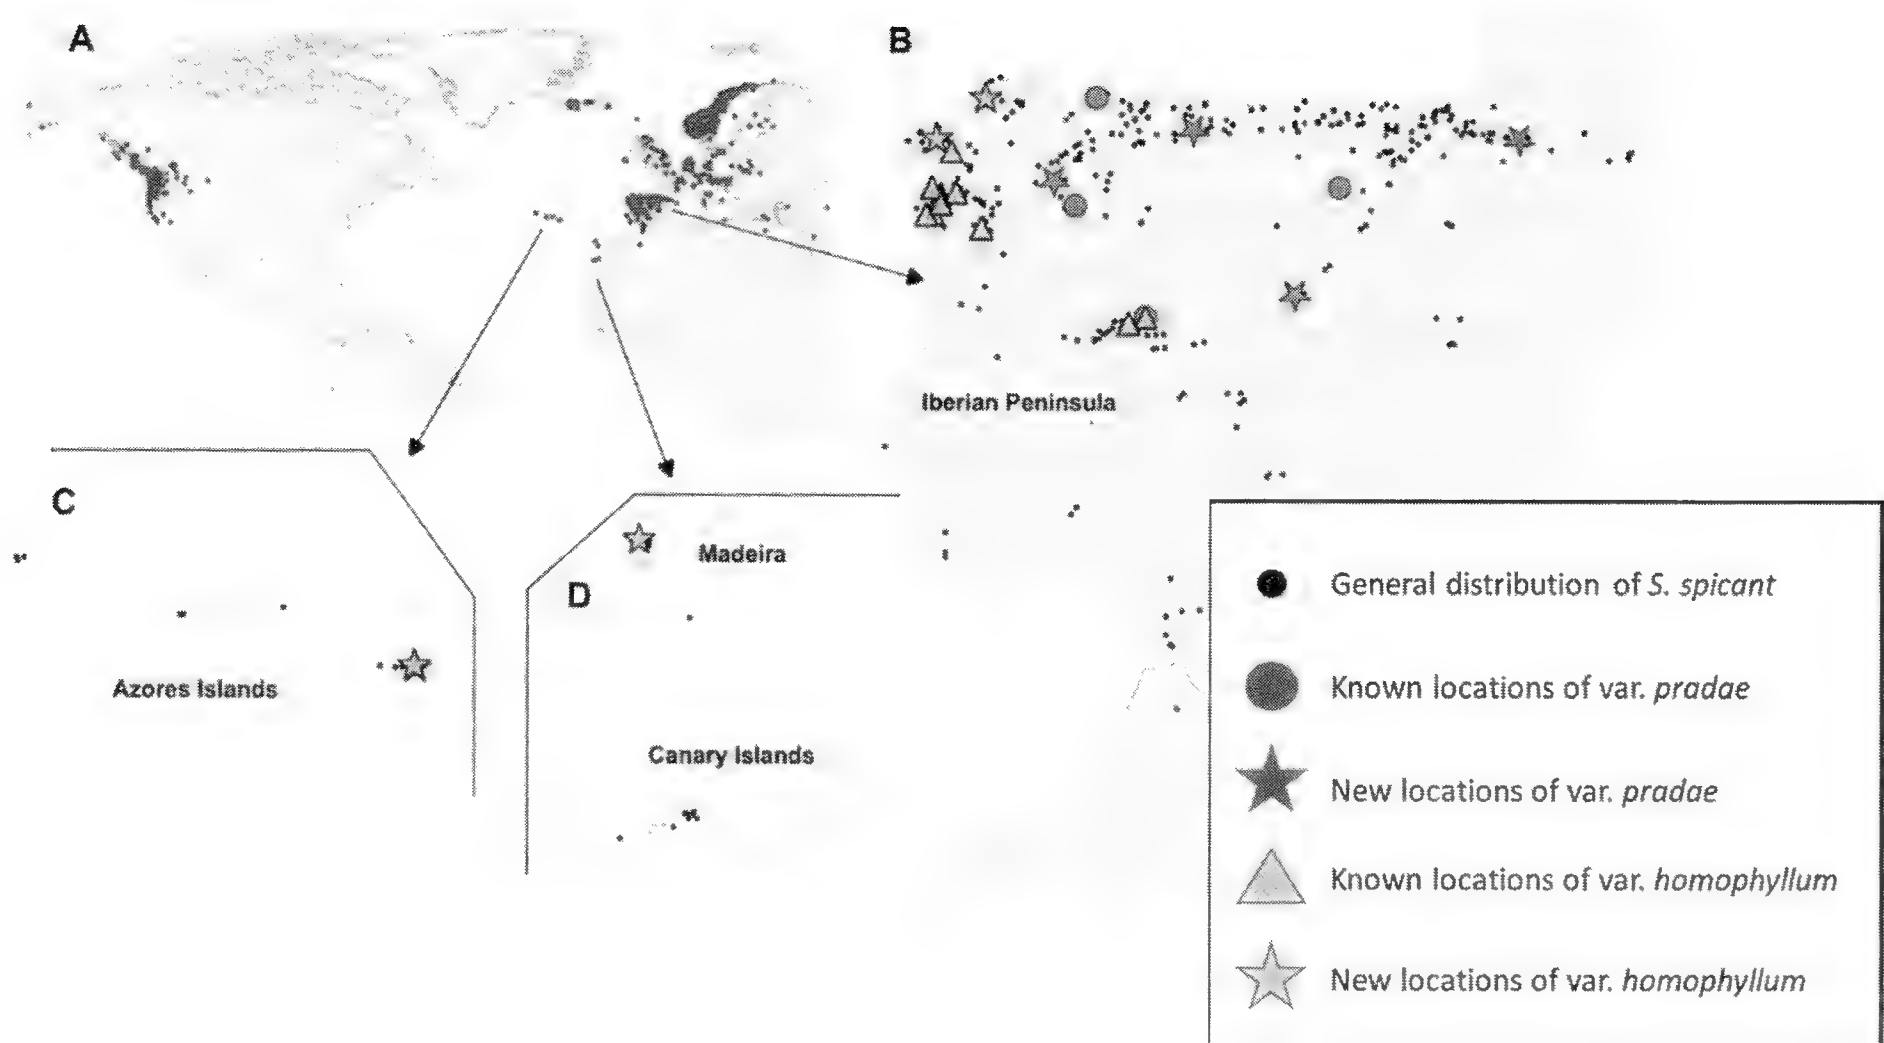 A
B
Iberian Peninsula
C
Madeira
D
Azores Islands
Canary Islands
General distribution of S. spicant
Known locations of var. pradae
New locations of var. pradae
Known locations of var. homophyllum
New locations of var. homophyllum